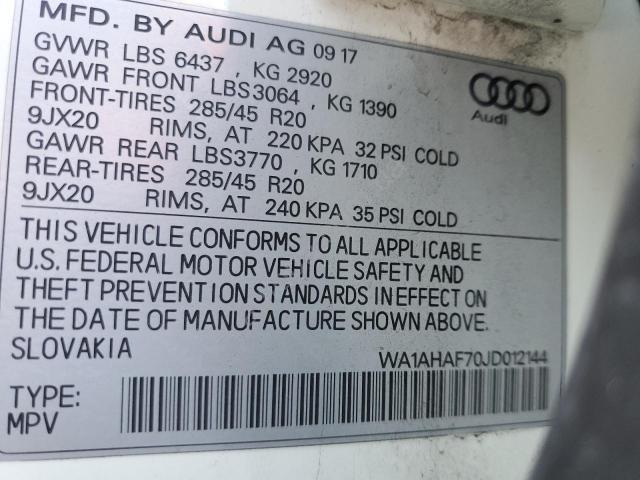 MFD. BY AUDI AG 09 17
GVWR LBS 6437 , KG 2920
GAWR FRONT LBS3064 , KG 1390
FRONT-TIRES 285/45 R20
9JX20 RIMS, AT 220 KPA 32 PSI COLD
GAWR REAR LBS3770 , KG 1710
REAR-TIRES 285/45 R20
9JX20 RIMS, AT 240 KPA 35 PSI COLD
Audi
THIS VEHICLE CONFORMS TO ALL APPLICABLE
U.S. FEDERAL MOTOR VEHICLE SAFETY AND
THEFT PREVENTION STANDARDS IN EFFECT ON
THE DATE OF MANUFACTURE SHOWN ABOVE.
SLOVAKIA WA1AHAF70JD012144
TYPE:
MPV